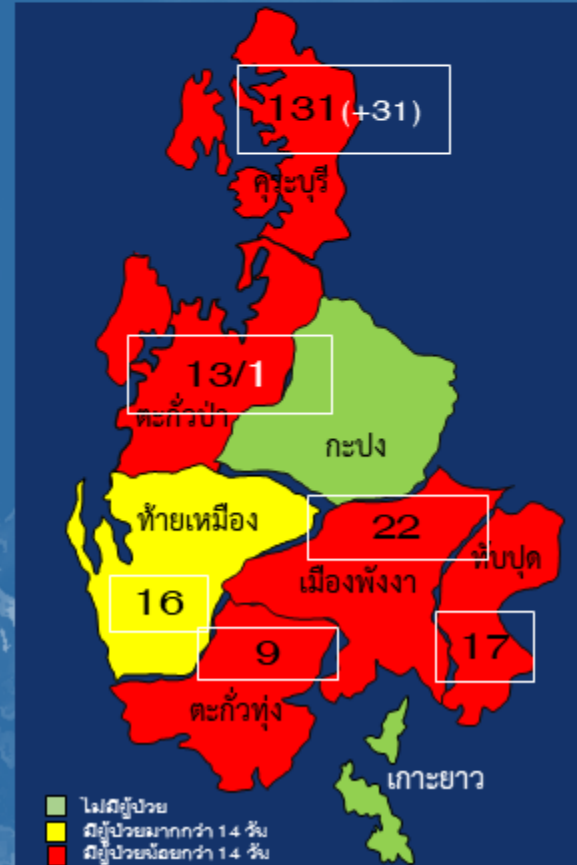 131(+31)
คุระบุรี
13/1
ตะกั่วป่า
กะปง
ท้ายเหมือง
22
ทับปุด
เมืองพังงา
16
9
17
ตะกั่วทุ่ง
เกาะยาว
ไม่มีผู้ป่วย
มีผู้ป่วยมากกว่า 14 วัน
มีผู้ป่วยน้อยกว่า 14 วัน